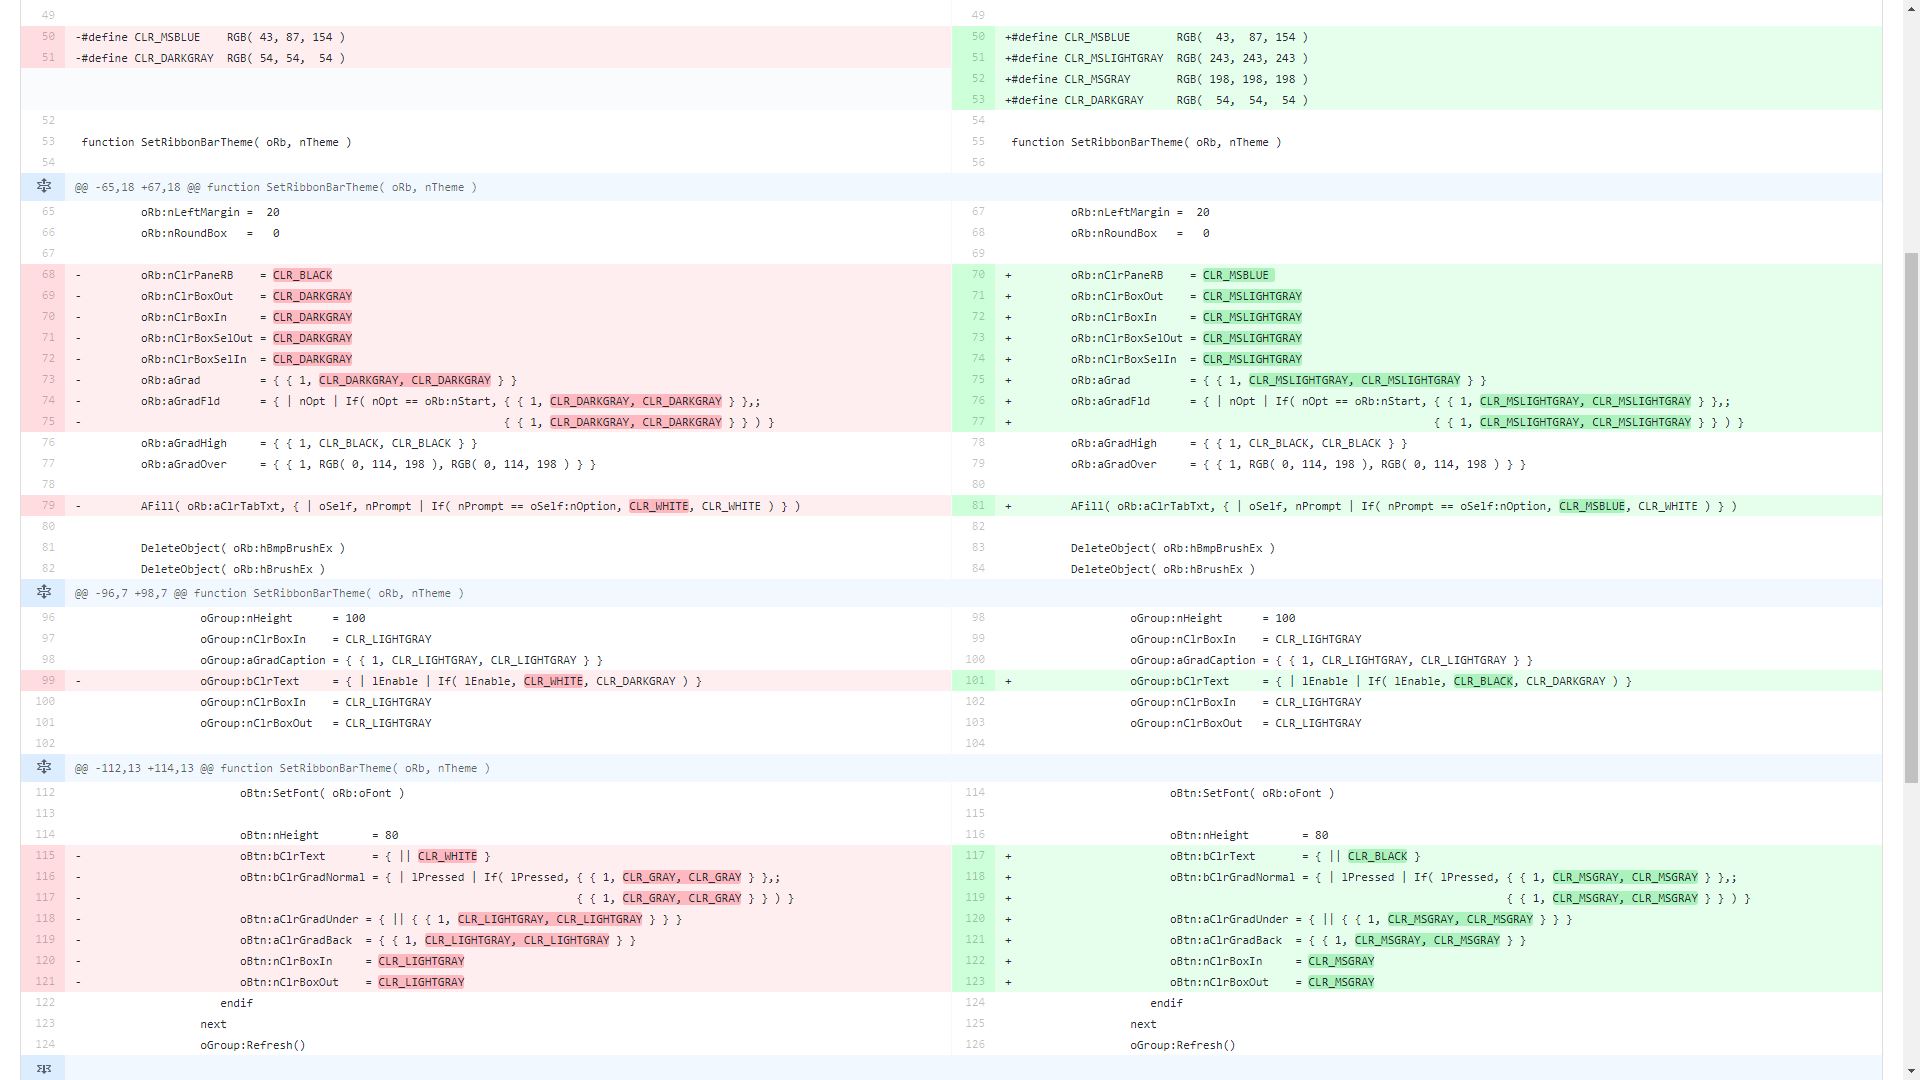 49 49
50 -#define CLR_MSBLUE    RGB( 43, 87, 154 ) 50 +#define CLR_MSBLUE       RGB(  43,  87, 154 )
51 -#define CLR_DARKGRAY  RGB( 54, 54,  54 ) 51 +#define CLR_MSLIGHTGRAY  RGB( 243, 243, 243 )
52 +#define CLR_MSGRAY       RGB( 198, 198, 198 )
53 +#define CLR_DARKGRAY     RGB(  54,  54,  54 )
52 54
53 function SetRibbonBarTheme( oRb, nTheme ) 55 function SetRibbonBarTheme( oRb, nTheme )
54 56
@@ -65,18 +67,18 @@ function SetRibbonBarTheme( oRb, nTheme )
65 oRb:nLeftMargin =  20 67 oRb:nLeftMargin =  20
66 oRb:nRoundBox   =   0 68 oRb:nRoundBox   =   0
67 69
68 - oRb:nClrPaneRB    = CLR_BLACK 70 + oRb:nClrPaneRB    = CLR_MSBLUE
69 - oRb:nClrBoxOut    = CLR_DARKGRAY 71 + oRb:nClrBoxOut    = CLR_MSLIGHTGRAY
70 - oRb:nClrBoxIn     = CLR_DARKGRAY 72 + oRb:nClrBoxIn     = CLR_MSLIGHTGRAY
71 - oRb:nClrBoxSelOut = CLR_DARKGRAY 73 + oRb:nClrBoxSelOut = CLR_MSLIGHTGRAY
72 - oRb:nClrBoxSelIn  = CLR_DARKGRAY 74 + oRb:nClrBoxSelIn  = CLR_MSLIGHTGRAY
73 - oRb:aGrad         = { { 1, CLR_DARKGRAY, CLR_DARKGRAY } } 75 + oRb:aGrad         = { { 1, CLR_MSLIGHTGRAY, CLR_MSLIGHTGRAY } }
74 - oRb:aGradFld      = { | nOpt | If( nOpt == oRb:nStart, { { 1, CLR_DARKGRAY, CLR_DARKGRAY } },; 76 + oRb:aGradFld      = { | nOpt | If( nOpt == oRb:nStart, { { 1, CLR_MSLIGHTGRAY, CLR_MSLIGHTGRAY } },;
75 - { { 1, CLR_DARKGRAY, CLR_DARKGRAY } } ) } 77 + { { 1, CLR_MSLIGHTGRAY, CLR_MSLIGHTGRAY } } ) }
76 oRb:aGradHigh     = { { 1, CLR_BLACK, CLR_BLACK } } 78 oRb:aGradHigh     = { { 1, CLR_BLACK, CLR_BLACK } }
77 oRb:aGradOver     = { { 1, RGB( 0, 114, 198 ), RGB( 0, 114, 198 ) } } 79 oRb:aGradOver     = { { 1, RGB( 0, 114, 198 ), RGB( 0, 114, 198 ) } }
78 80
79 - AFill( oRb:aClrTabTxt, { | oSelf, nPrompt | If( nPrompt == oSelf:nOption, CLR_WHITE, CLR_WHITE ) } ) 81 + AFill( oRb:aClrTabTxt, { | oSelf, nPrompt | If( nPrompt == oSelf:nOption, CLR_MSBLUE, CLR_WHITE ) } )
80 82
81 DeleteObject( oRb:hBmpBrushEx ) 83 DeleteObject( oRb:hBmpBrushEx )
82 DeleteObject( oRb:hBrushEx ) 84 DeleteObject( oRb:hBrushEx )
@@ -96,7 +98,7 @@ function SetRibbonBarTheme( oRb, nTheme )
96 oGroup:nHeight      = 100 98 oGroup:nHeight      = 100
97 oGroup:nClrBoxIn    = CLR_LIGHTGRAY 99 oGroup:nClrBoxIn    = CLR_LIGHTGRAY
98 oGroup:aGradCaption = { { 1, CLR_LIGHTGRAY, CLR_LIGHTGRAY } } 100 oGroup:aGradCaption = { { 1, CLR_LIGHTGRAY, CLR_LIGHTGRAY } }
99 - oGroup:bClrText     = { | lEnable | If( lEnable, CLR_WHITE, CLR_DARKGRAY ) } 101 + oGroup:bClrText     = { | lEnable | If( lEnable, CLR_BLACK, CLR_DARKGRAY ) }
100 oGroup:nClrBoxIn    = CLR_LIGHTGRAY 102 oGroup:nClrBoxIn    = CLR_LIGHTGRAY
101 oGroup:nClrBoxOut   = CLR_LIGHTGRAY 103 oGroup:nClrBoxOut   = CLR_LIGHTGRAY
102 104
@@ -112,13 +114,13 @@ function SetRibbonBarTheme( oRb, nTheme )
112 oBtn:SetFont( oRb:oFont ) 114 oBtn:SetFont( oRb:oFont )
113 115
114 oBtn:nHeight        = 80 116 oBtn:nHeight        = 80
115 - oBtn:bClrText       = { || CLR_WHITE } 117 + oBtn:bClrText       = { || CLR_BLACK }
116 - oBtn:bClrGradNormal = { | lPressed | If( lPressed, { { 1, CLR_GRAY, CLR_GRAY } },; 118 + oBtn:bClrGradNormal = { | lPressed | If( lPressed, { { 1, CLR_MSGRAY, CLR_MSGRAY } },;
117 - { { 1, CLR_GRAY, CLR_GRAY } } ) } 119 + { { 1, CLR_MSGRAY, CLR_MSGRAY } } ) }
118 - oBtn:aClrGradUnder = { || { { 1, CLR_LIGHTGRAY, CLR_LIGHTGRAY } } } 120 + oBtn:aClrGradUnder = { || { { 1, CLR_MSGRAY, CLR_MSGRAY } } }
119 - oBtn:aClrGradBack  = { { 1, CLR_LIGHTGRAY, CLR_LIGHTGRAY } } 121 + oBtn:aClrGradBack  = { { 1, CLR_MSGRAY, CLR_MSGRAY } }
120 - oBtn:nClrBoxIn     = CLR_LIGHTGRAY 122 + oBtn:nClrBoxIn     = CLR_MSGRAY
121 - oBtn:nClrBoxOut    = CLR_LIGHTGRAY 123 + oBtn:nClrBoxOut    = CLR_MSGRAY
122 endif 124 endif
123 next 125 next
124 oGroup:Refresh() 126 oGroup:Refresh()